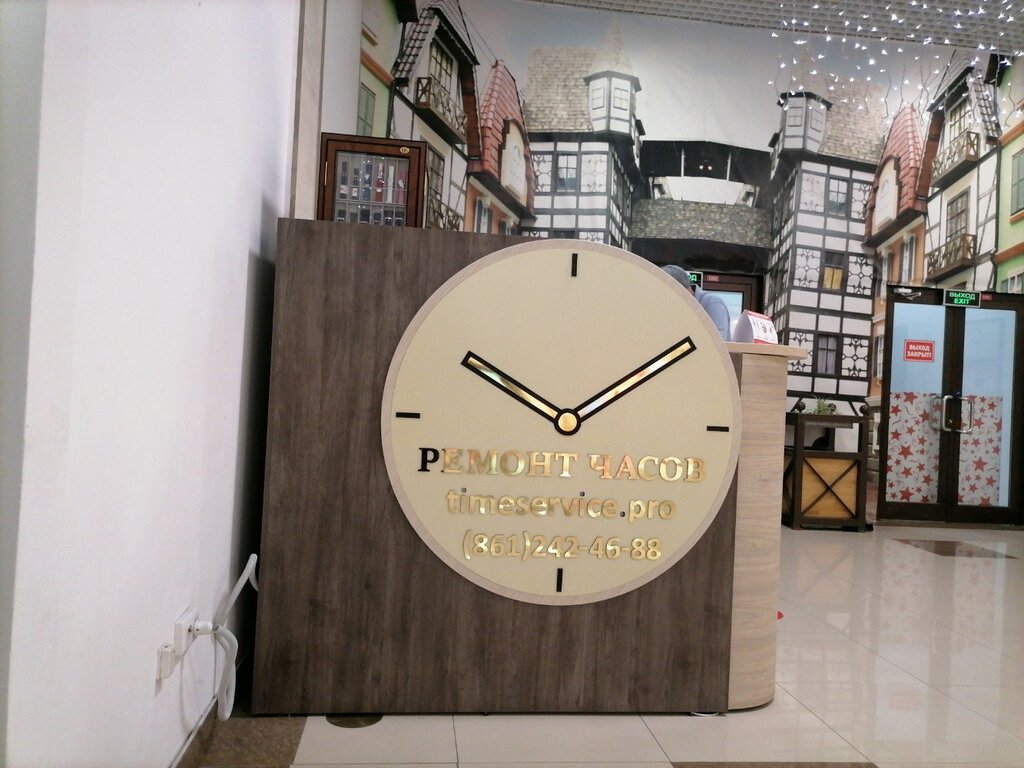 РЕМОНТ ЧАСОВ
timeservice.pro
(861)242-46-88
ВЫХОД
EXIT
ВЫХОД
ЗАКРЫТ!